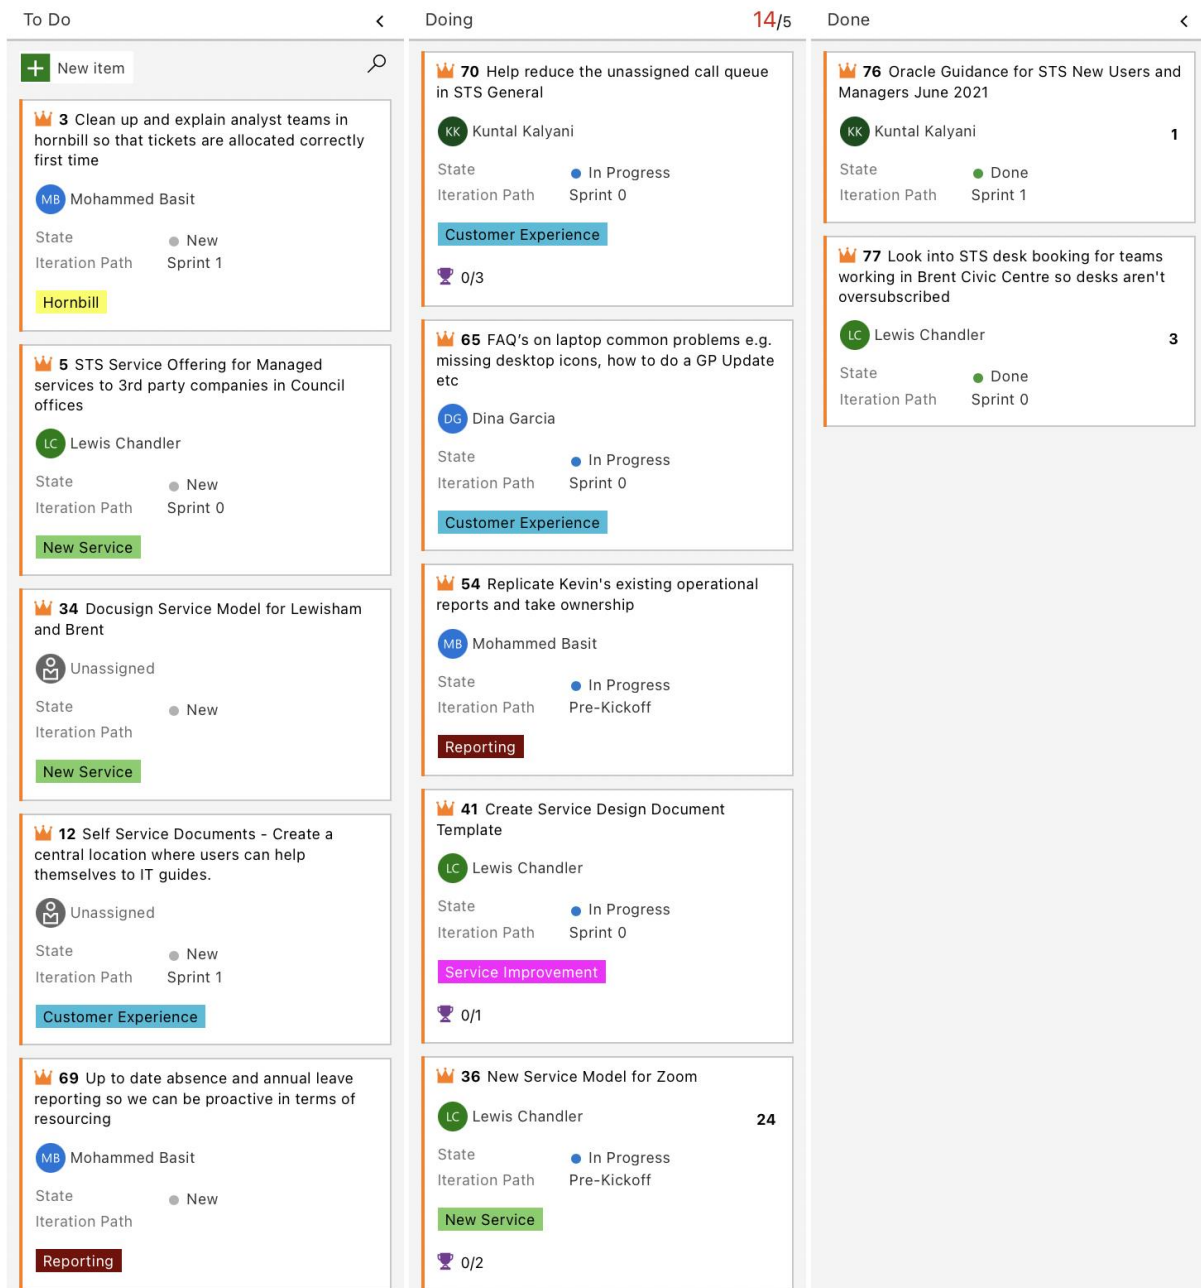 To Do
New item
3 Clean up and explain analyst teams in
hornbill so that tickets are allocated correctly
first time
MB Mohammed Basit
State New
Iteration Path Sprint 1
Hornbill
5 STS Service Offering for Managed
services to 3rd party companies in Council
offices
LC Lewis Chandler
State New
Iteration Path Sprint 0
New Service
34 Docusign Service Model for Lewisham
and Brent
Unassigned
State New
Iteration Path
New Service
12 Self Service Documents - Create a
central location where users can help
themselves to IT guides.
Unassigned
State New
Iteration Path Sprint 1
Customer Experience
69 Up to date absence and annual leave
reporting so we can be proactive in terms of
resourcing
MB Mohammed Basit
State New
Iteration Path
Reporting
Doing 14/5
70 Help reduce the unassigned call queue
in STS General
KK Kuntal Kalyani
State In Progress
Iteration Path Sprint 0
Customer Experience
0/3
65 FAQ's on laptop common problems e.g.
missing desktop icons, how to do a GP Update
etc
DG Dina Garcia
State In Progress
Iteration Path Sprint 0
Customer Experience
54 Replicate Kevin's existing operational
reports and take ownership
MB Mohammed Basit
State In Progress
Iteration Path Pre-Kickoff
Reporting
41 Create Service Design Document
Template
LC Lewis Chandler
State In Progress
Iteration Path Sprint 0
Service Improvement
0/1
36 New Service Model for Zoom
LC Lewis Chandler 24
State In Progress
Iteration Path Pre-Kickoff
New Service
0/2
Done
76 Oracle Guidance for STS New Users and
Managers June 2021
KK Kuntal Kalyani 1
State Done
Iteration Path Sprint 1
77 Look into STS desk booking for teams
working in Brent Civic Centre so desks aren't
oversubscribed
LC Lewis Chandler 3
State Done
Iteration Path Sprint 0